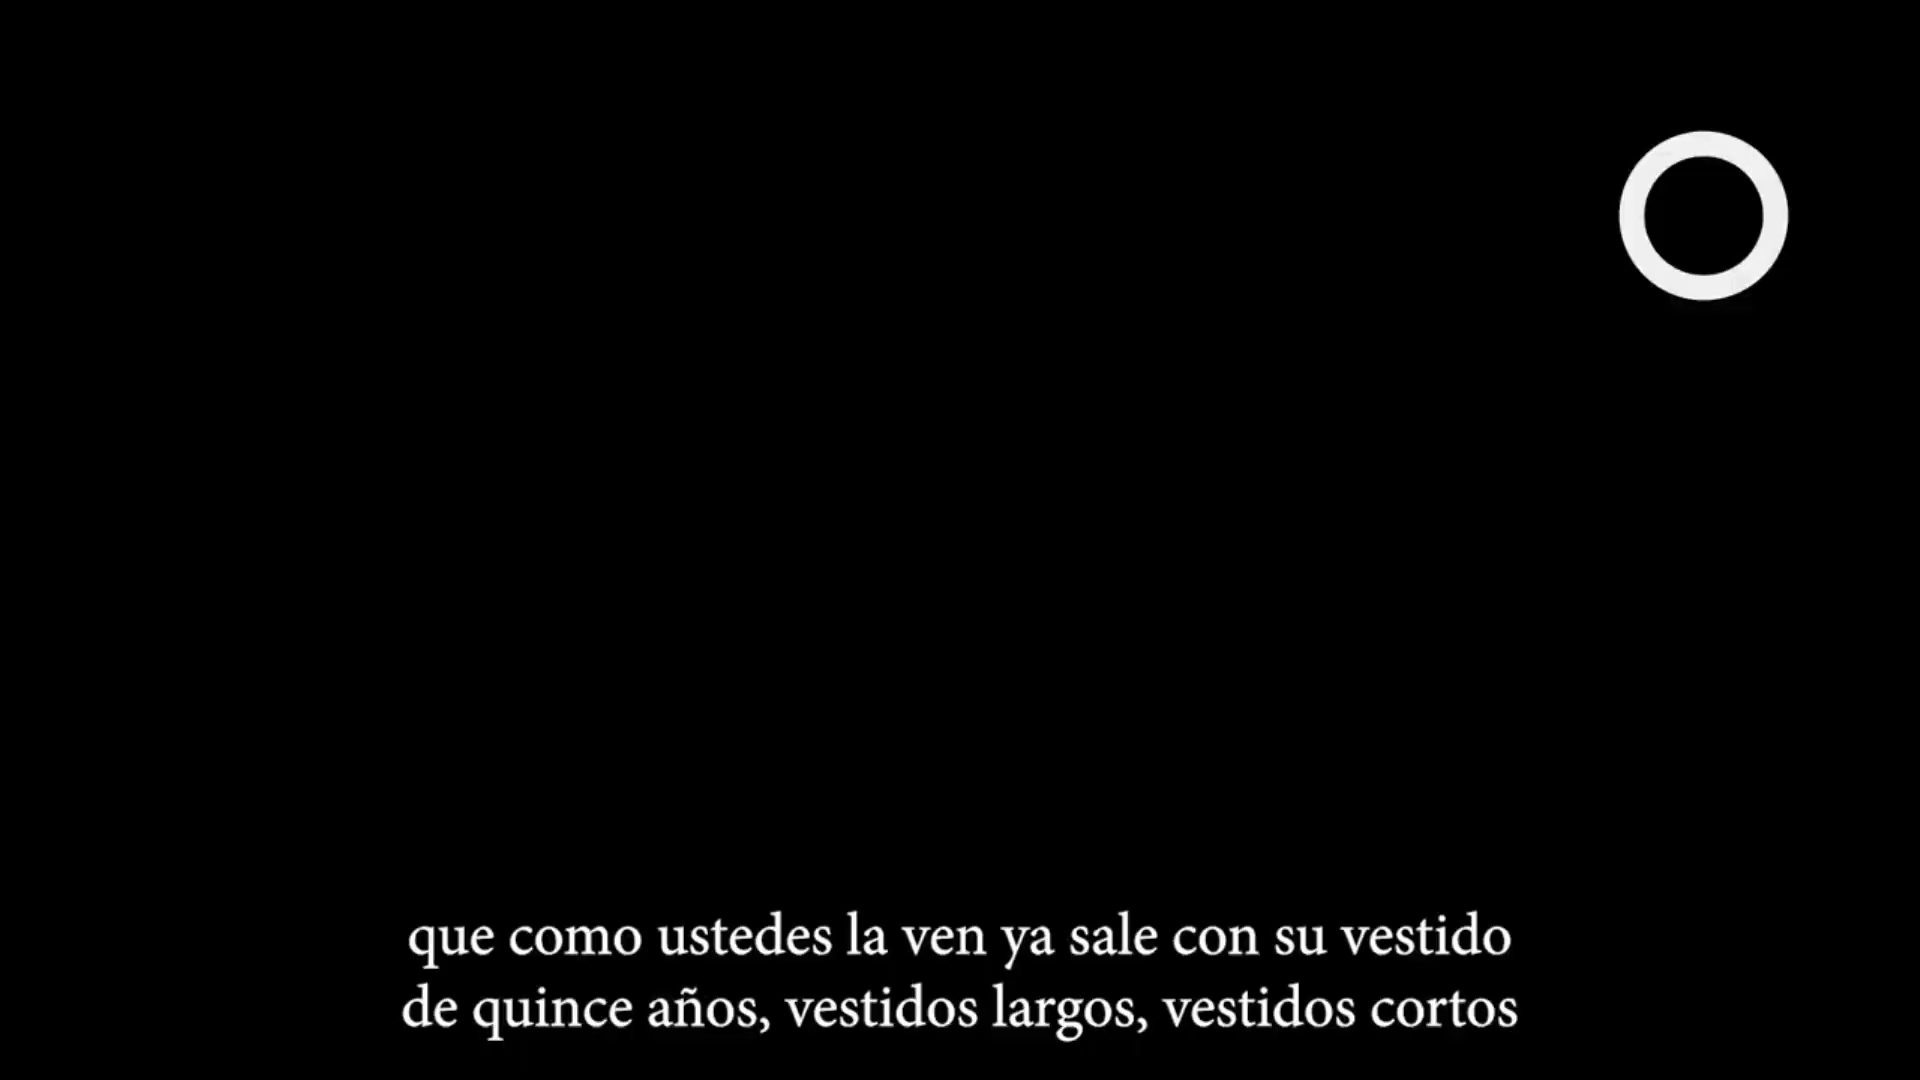 que como ustedes la ven ya sale con su vestido
de quince años, vestidos largos, vestidos cortos